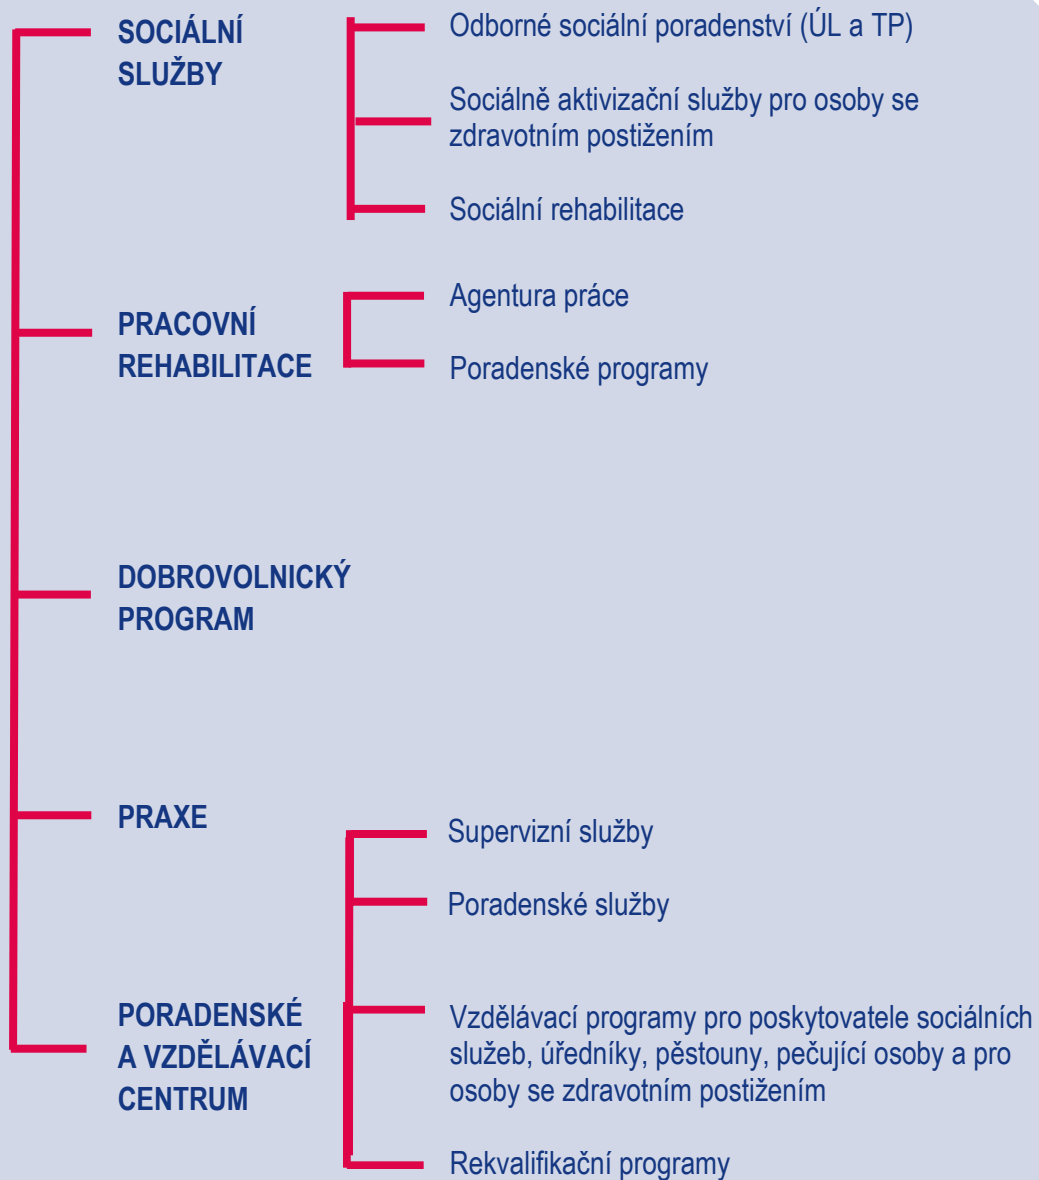 SOCIÁLNÍ
SLUŽBY
Odborné sociální poradenství (ÚL a TP)
Sociálně aktivizační služby pro osoby se
zdravotním postižením
Sociální rehabilitace
PRACOVNÍ
REHABILITACE
Agentura práce
Poradenské programy
DOBROVOLNICKÝ
PROGRAM
PRAXE
PORADENSKÉ
A VZDĚLÁVACÍ
CENTRUM
Supervizní služby
Poradenské služby
Vzdělávací programy pro poskytovatele sociálních
služeb, úředníky, pěstouny, pečující osoby a pro
osoby se zdravotním postižením
Rekvalifikační programy